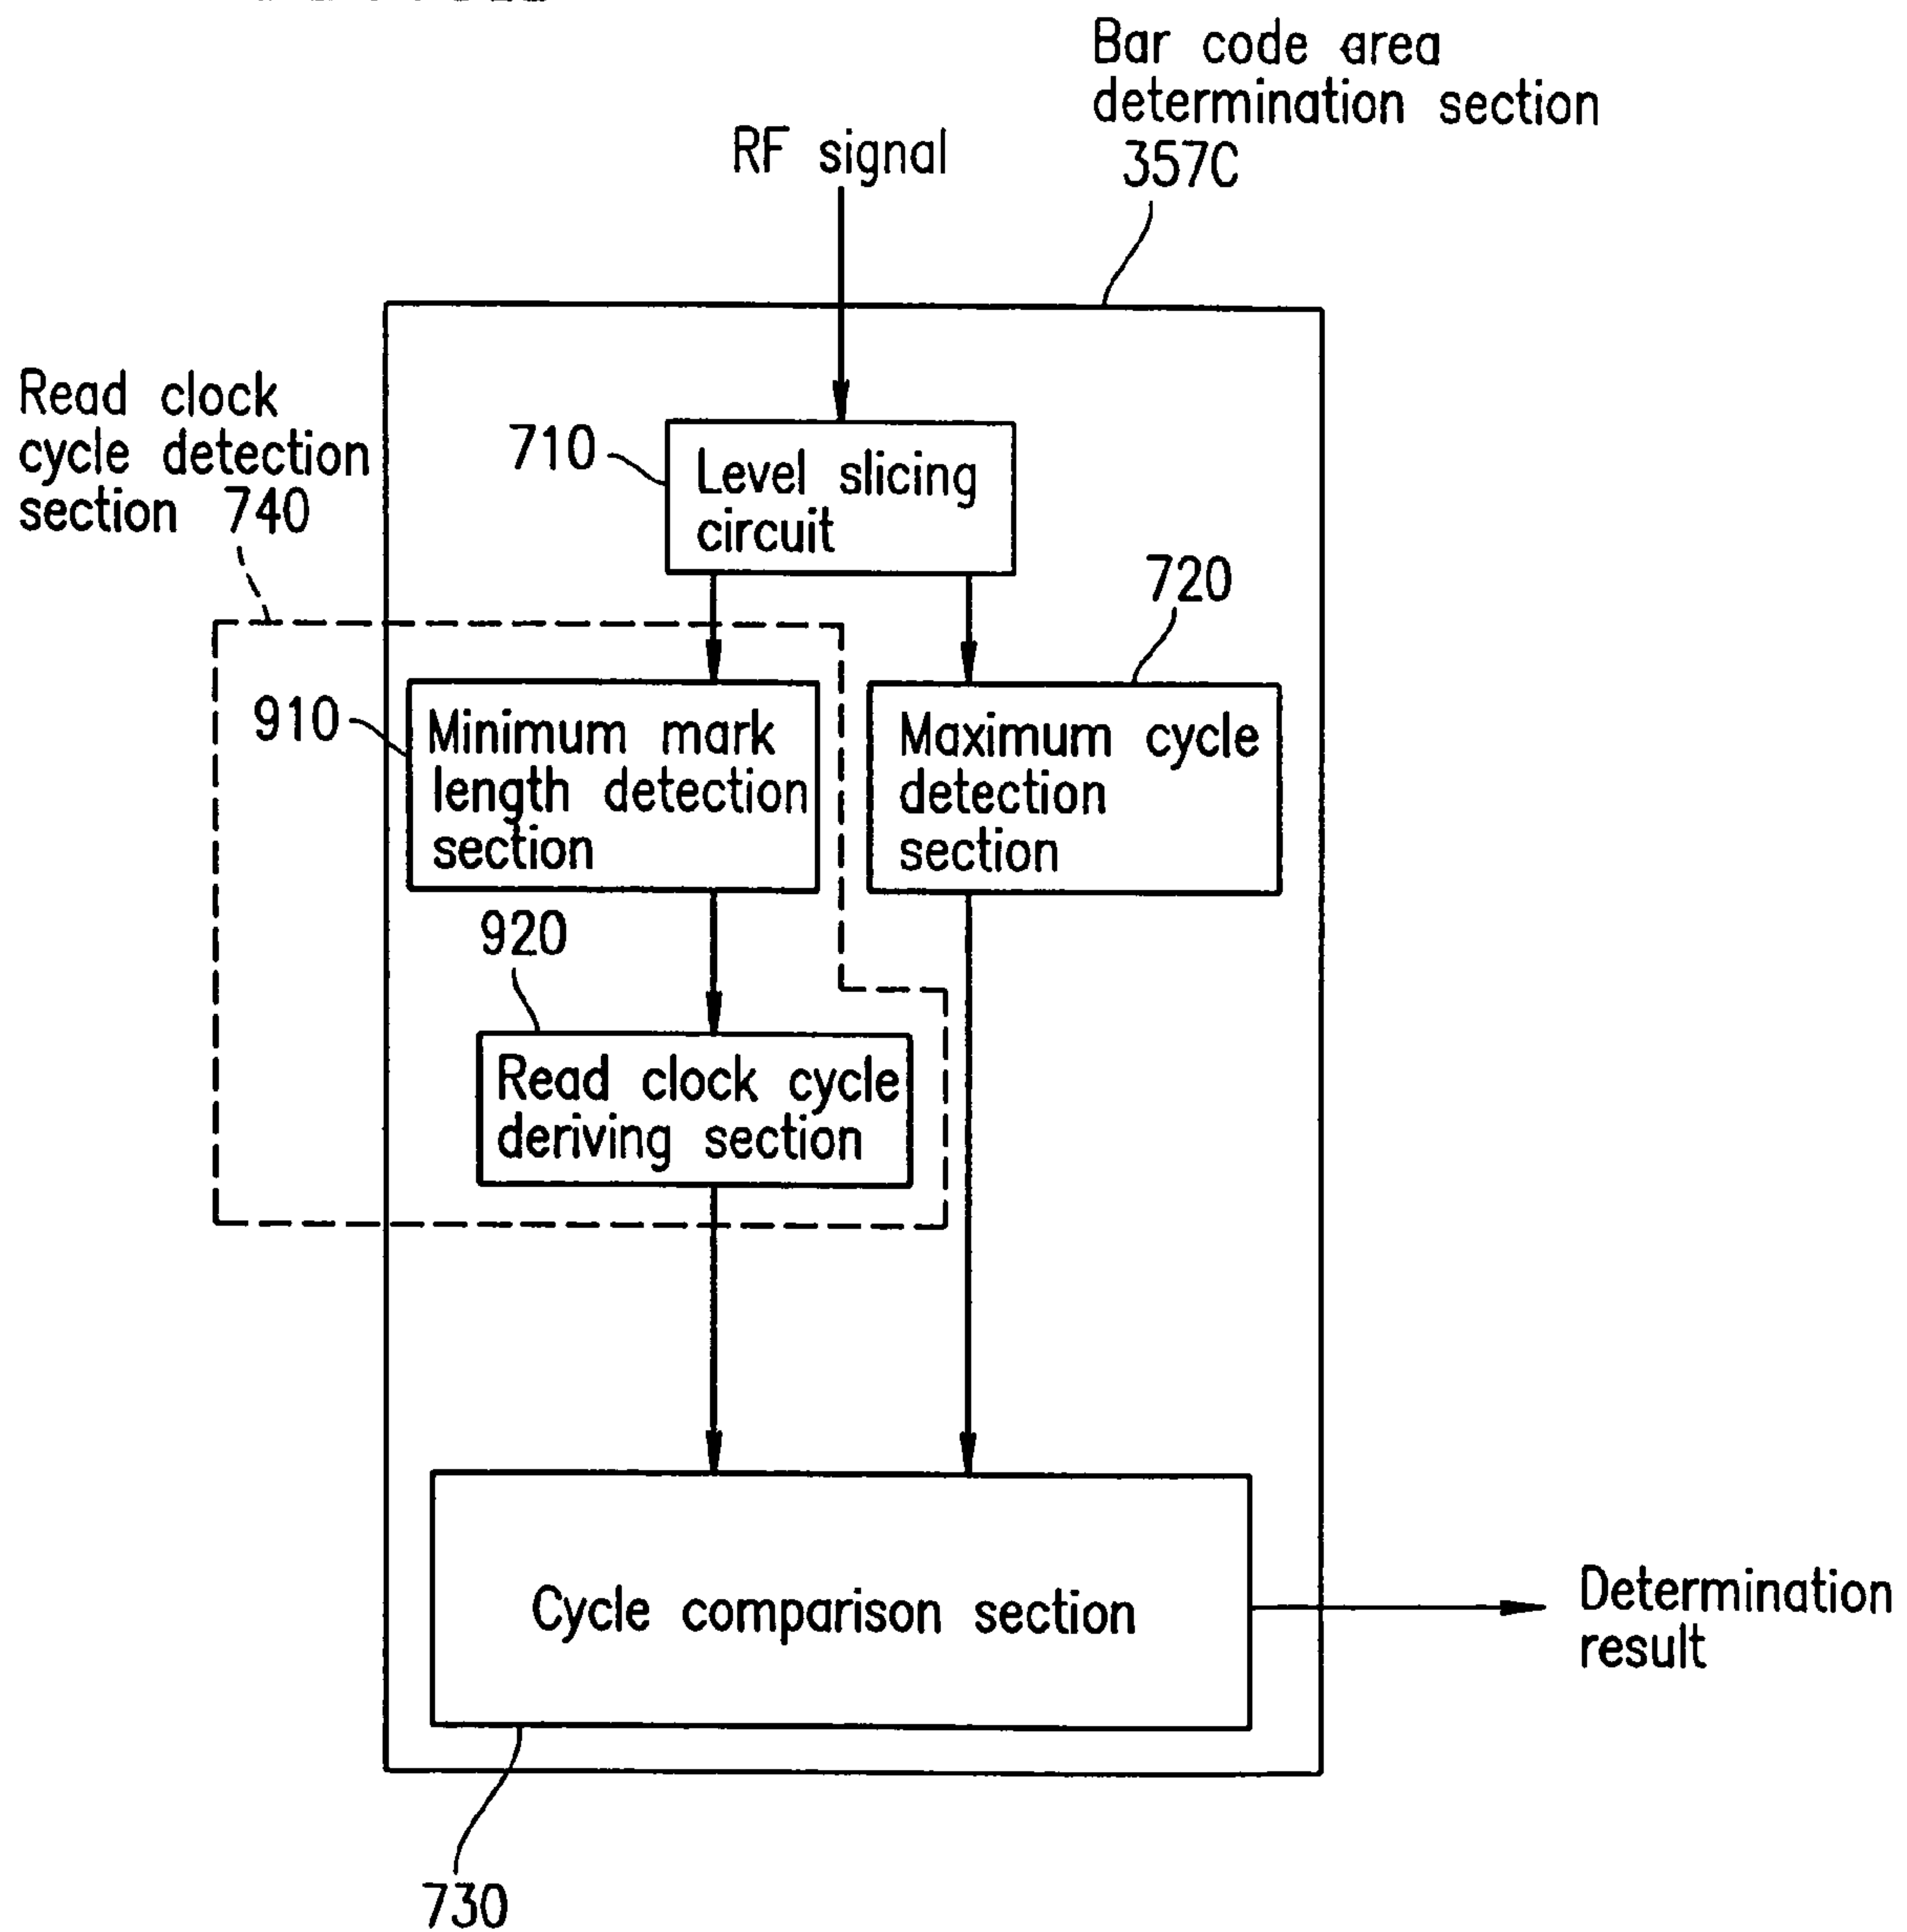 Bar code area
determination section
357C
RF signal
Read clock
cycle detection
section 740
710
Level slicing
circuit
720
910
Minimum mark
length detection
section
Maximum cycle
detection
section
920
Read clock cycle
deriving section
Cycle comparison section
Determination
result
730